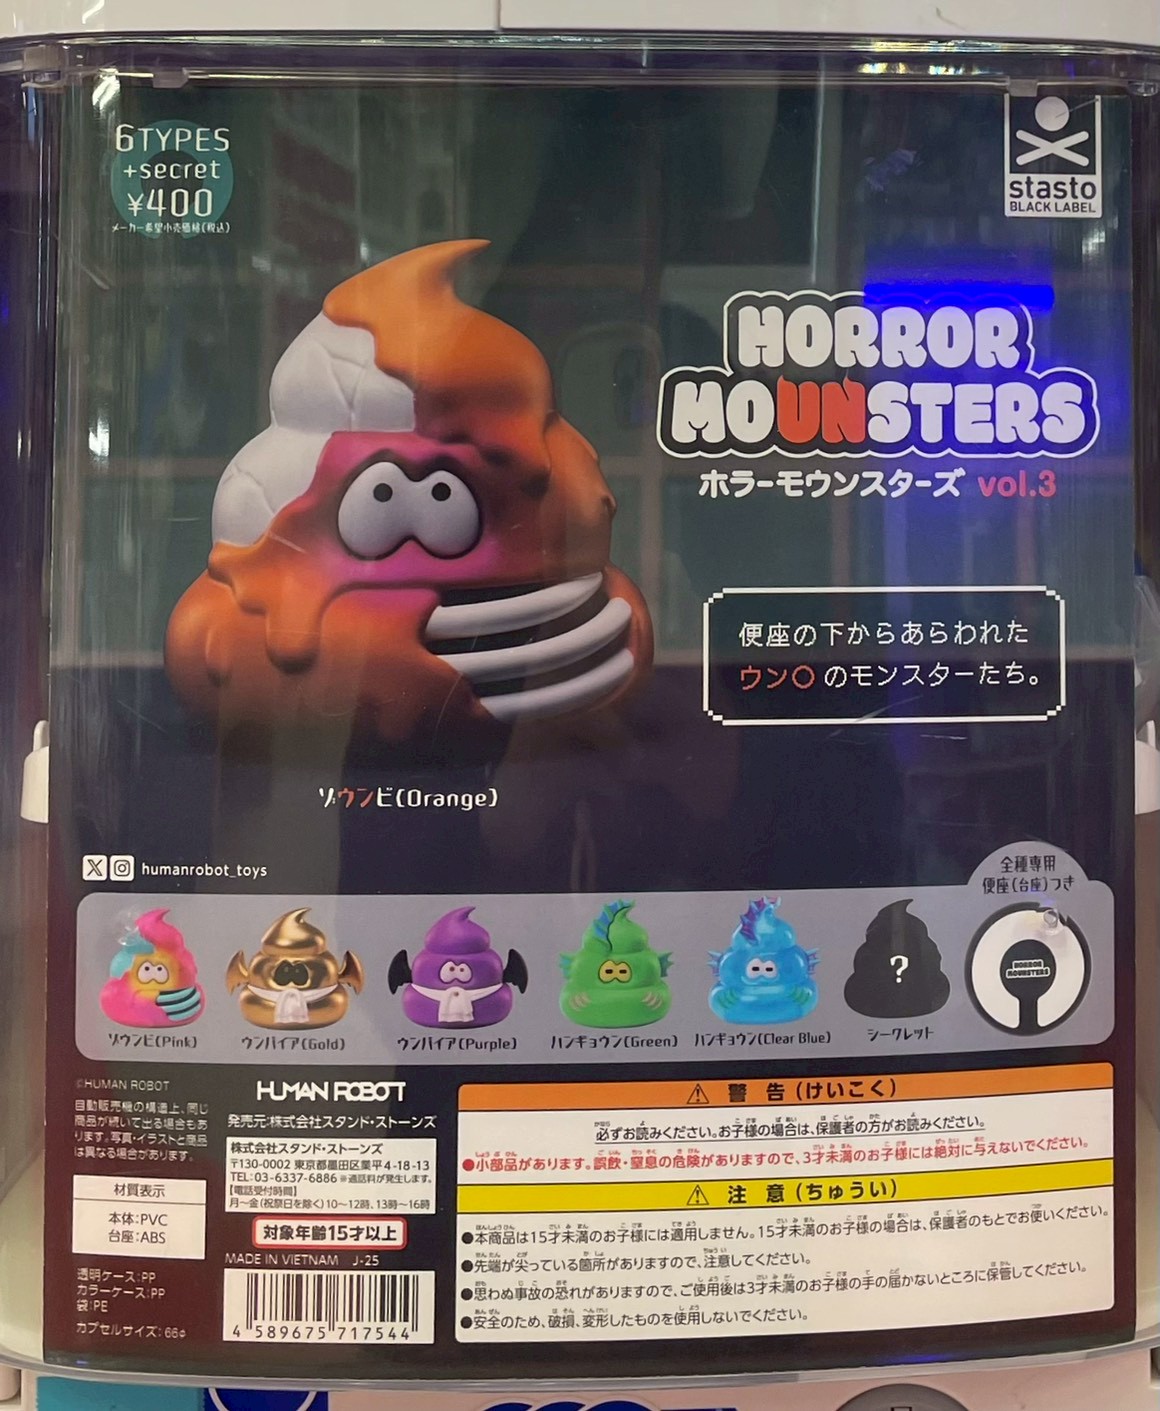 6TYPES
+secret
¥400
メーカー希望小売価格(税込)
stasto
BLACK LABEL
HORROR
MOUNSTERS
ホラーモウンスターズ vol.3
便座の下からあらわれた
ウン〇のモンスターたち。
ゾウンビ(Orange)
humanrobot_toys
全種専用
便座(台座)つき
?
HORROR
MOUNSTERS
ゾウンビ(Pink)
ウンパイア(Gold)
ウンパイア(Purple)
ハンギョウン(Green)
ハンギョウン(Clear Blue)
シークレット
©HUMAN ROBOT
自動販売機の構造上、同じ
商品が続いて出る場合もあ
ります。写真・イラストと商品
は異なる場合があります。
材質表示
本体:PVC
台座:ABS
透明ケース:PP
カラーケース:PP
袋:PE
カプセルサイズ:66φ
HUMAN ROBOT
発売元:株式会社スタンド・ストーンズ
株式会社スタンド・ストーンズ
〒130-0002 東京都墨田区業平4-18-13
TEL:03-6337-6886 ※通話料が発生します。
【電話受付時間】
月～金(祝祭日を除く)10～12時、13時～16時
対象年齢15才以上
MADE IN VIETNAM J-25
4 589675 717544
警告(けいこく)
必ずお読みください。お子様の場合は、保護者の方がお読みください。
●小部品があります。誤飲・窒息の危険がありますので、3才未満のお子様には絶対に与えないでください。
注意(ちゅうい)
●本商品は15才未満のお子様には適用しません。15才未満のお子様の場合は、保護者のもとでお使いください。
●先端が尖っている箇所がありますので、注意してください。
●思わぬ事故の恐れがありますので、ご使用後は3才未満のお子様の手の届かないところに保管してください。
●安全のため、破損、変形したものを使用しないでください。